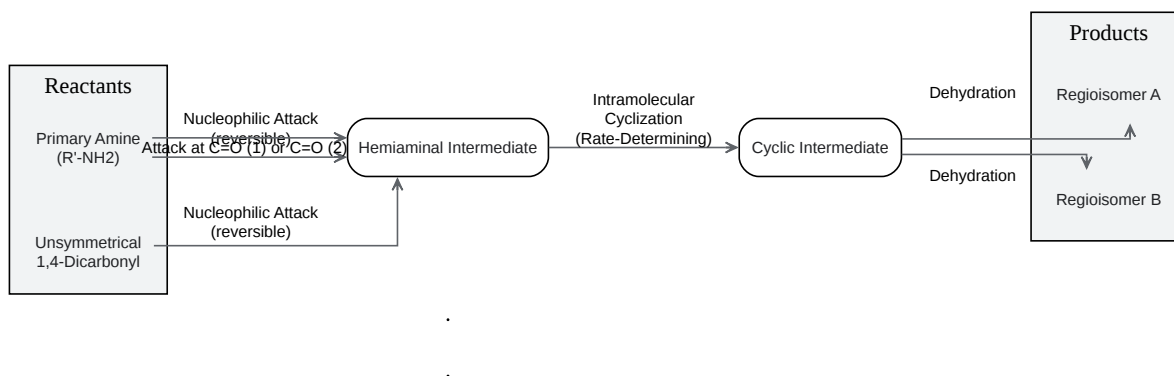 Products
Reactants
Primary Amine
(R'-NH2)
Unsymmetrical
1,4-Dicarbonyl
Nucleophilic Attack
(reversible)
Attack at C=O (1) or C=O (2)
Nucleophilic Attack
(reversible)
Hemiaminal Intermediate
Intramolecular
Cyclization
(Rate-Determining)
Cyclic Intermediate
Dehydration
Dehydration
Regioisomer A
Regioisomer B
.
.